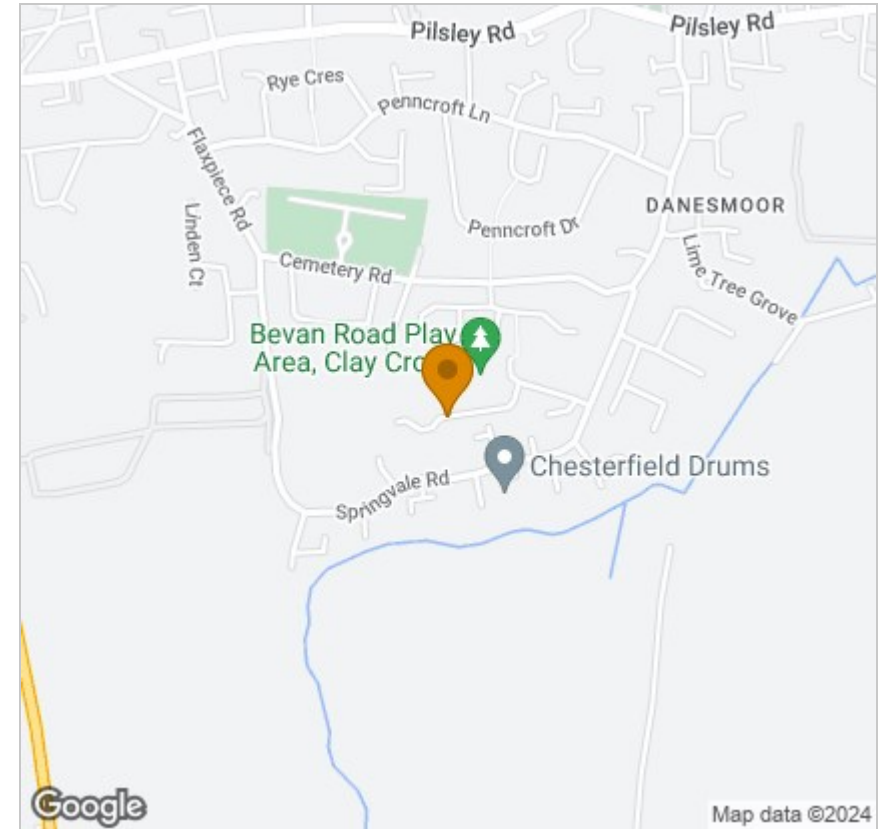 Pilsley Rd
Pilsley Rd
Rye Cres
Penncroft Ln
Flaxpiece Rd
Linden Ct
DANESMOOR
Penncroft Dr
Cemetery Rd
Lime Tree Grove
Bevan Road Play
Area, Clay Cro
Chesterfield Drums
Springvale Rd
Google
Map data ©2024